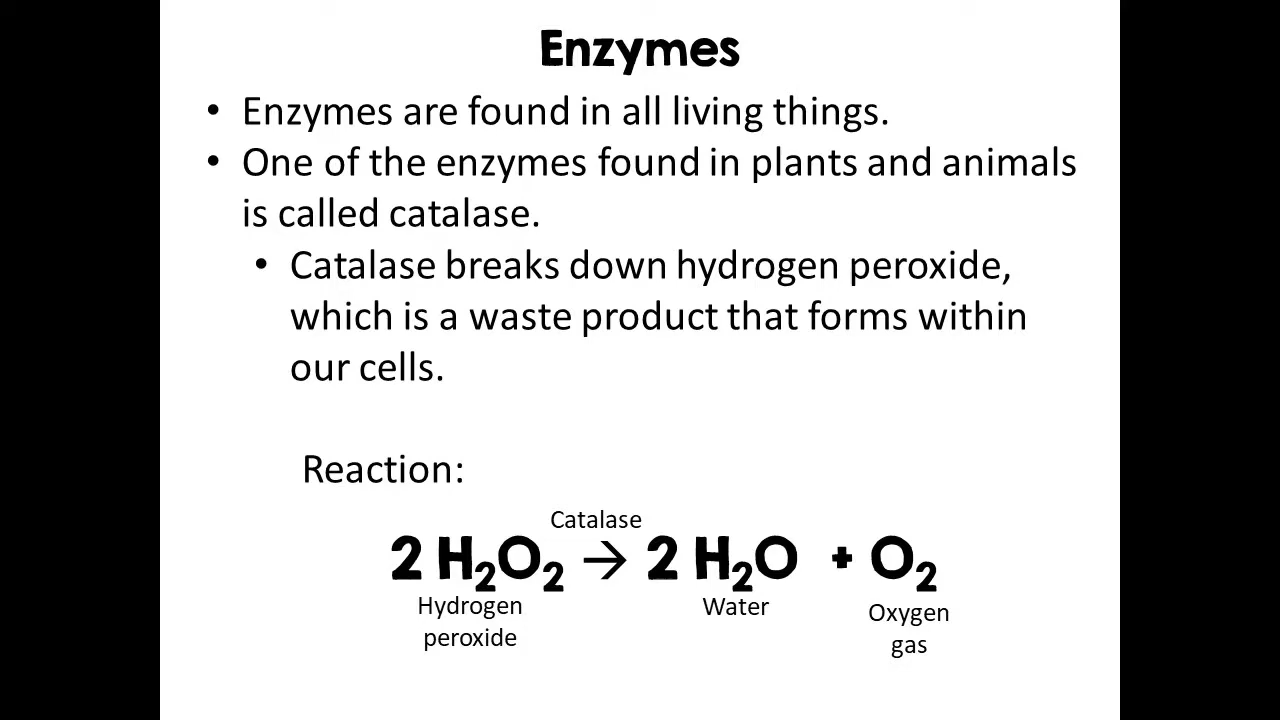 Enzymes
• Enzymes are found in all living things.
• One of the enzymes found in plants and animals
is called catalase.
• Catalase breaks down hydrogen peroxide,
which is a waste product that forms within
our cells.
Reaction:
Catalase
2 H₂O₂ → 2 H₂O + O₂
Hydrogen Water Oxygen
peroxide gas